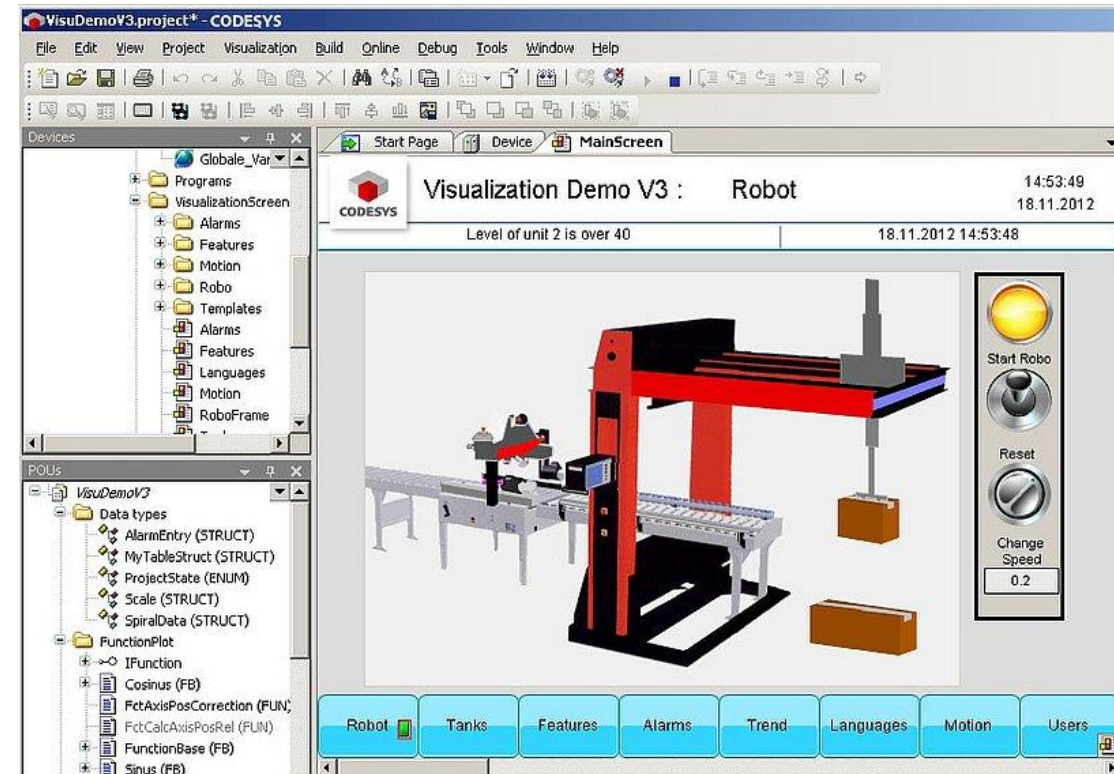 VisuDemoV3.project* - CODESYS
File Edit View Project Visualization Build Online Debug Tools Window Help
Devices
Globale_Var
Programs
VisualizationScreen
Alarms
Features
Motion
Robo
Templates
Alarms
Features
Languages
Motion
RoboFrame
POUs
VisuDemoV3
Data types
AlarmEntry (STRUCT)
MyTableStruct (STRUCT)
ProjectState (ENUM)
Scale (STRUCT)
SpiralData (STRUCT)
FunctionPlot
IFunction
Cosinus (FB)
FctAxisPosCorrection (FUN)
FctCalcAxisPosRel (FUN)
FunctionBase (FB)
Sinus (FB)
Start Page Device MainScreen
CODESYS
Visualization Demo V3 : Robot
14:53:49
18.11.2012
Level of unit 2 is over 40 18.11.2012 14:53:48
Start Robo
Reset
Change
Speed
0.2
Robot Tanks Features Alarms Trend Languages Motion Users